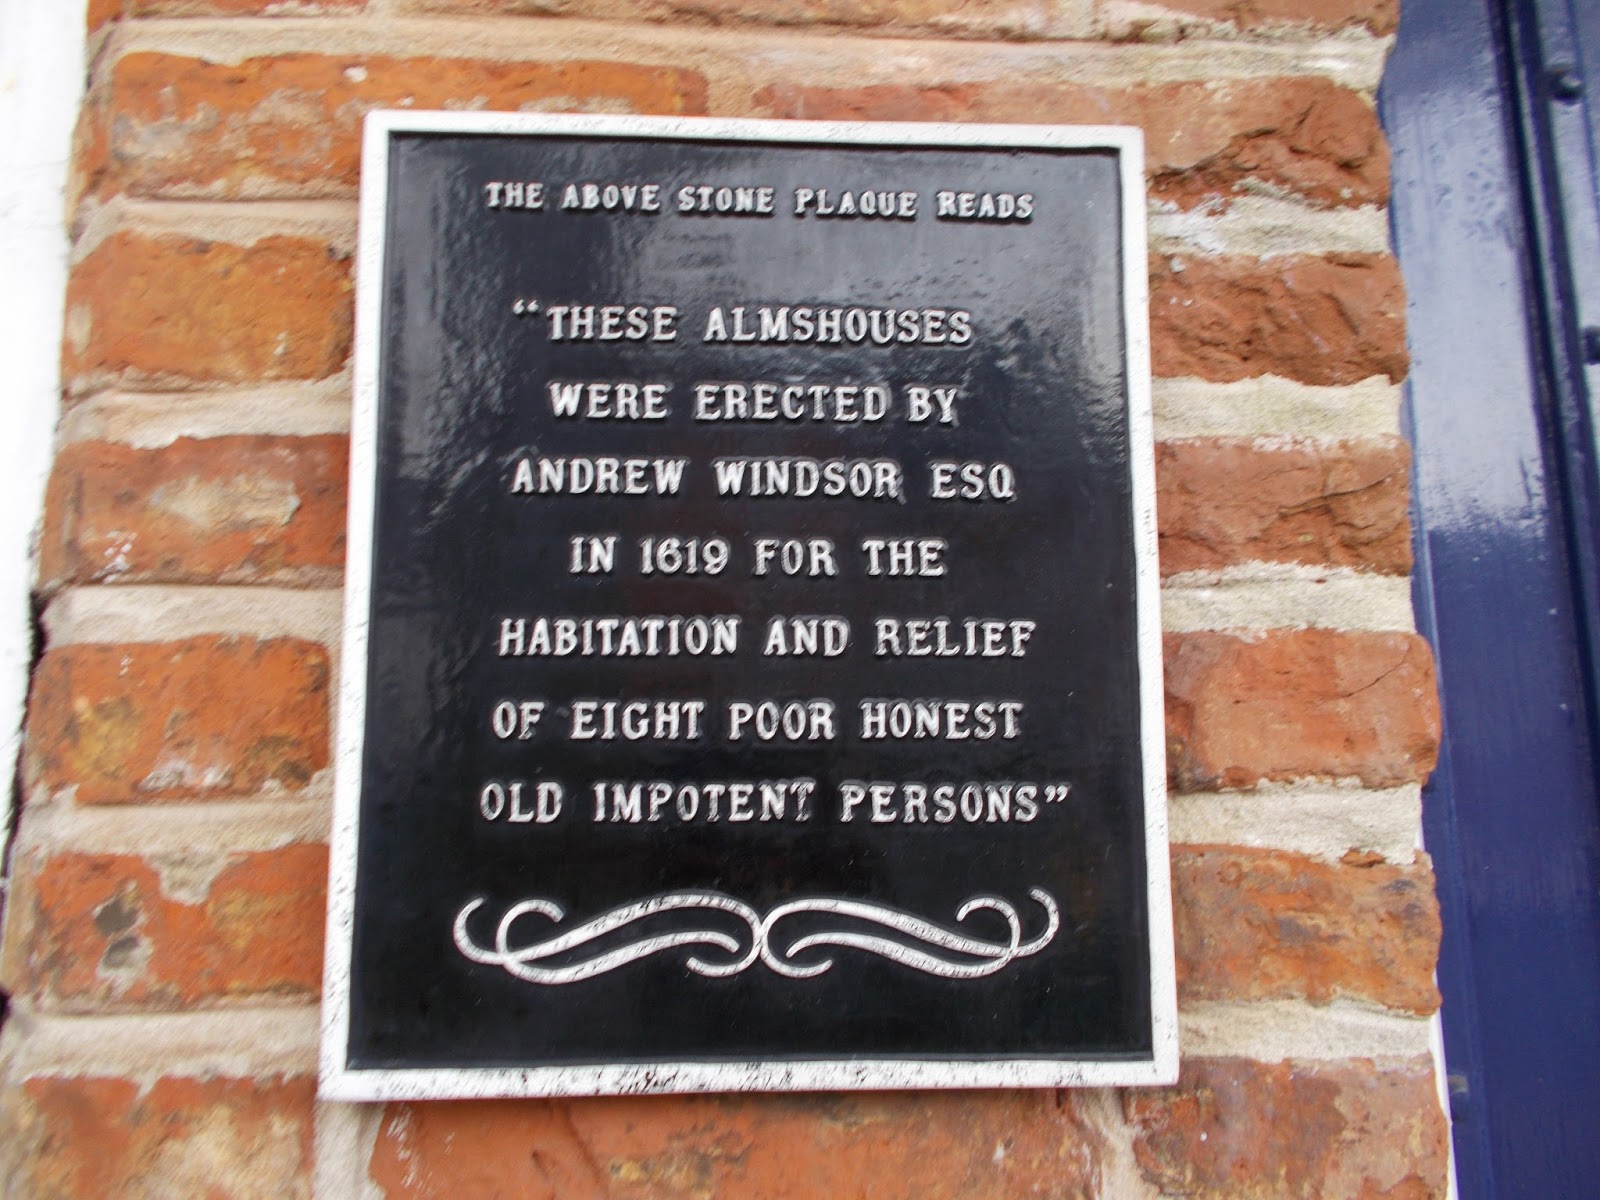 THE ABOVE STONE PLAQUE READS
“THESE ALMSHOUSES
WERE ERECTED BY
ANDREW WINDSOR ESQ
IN 1619 FOR THE
HABITATION AND RELIEF
OF EIGHT POOR HONEST
OLD IMPOTENT PERSONS”